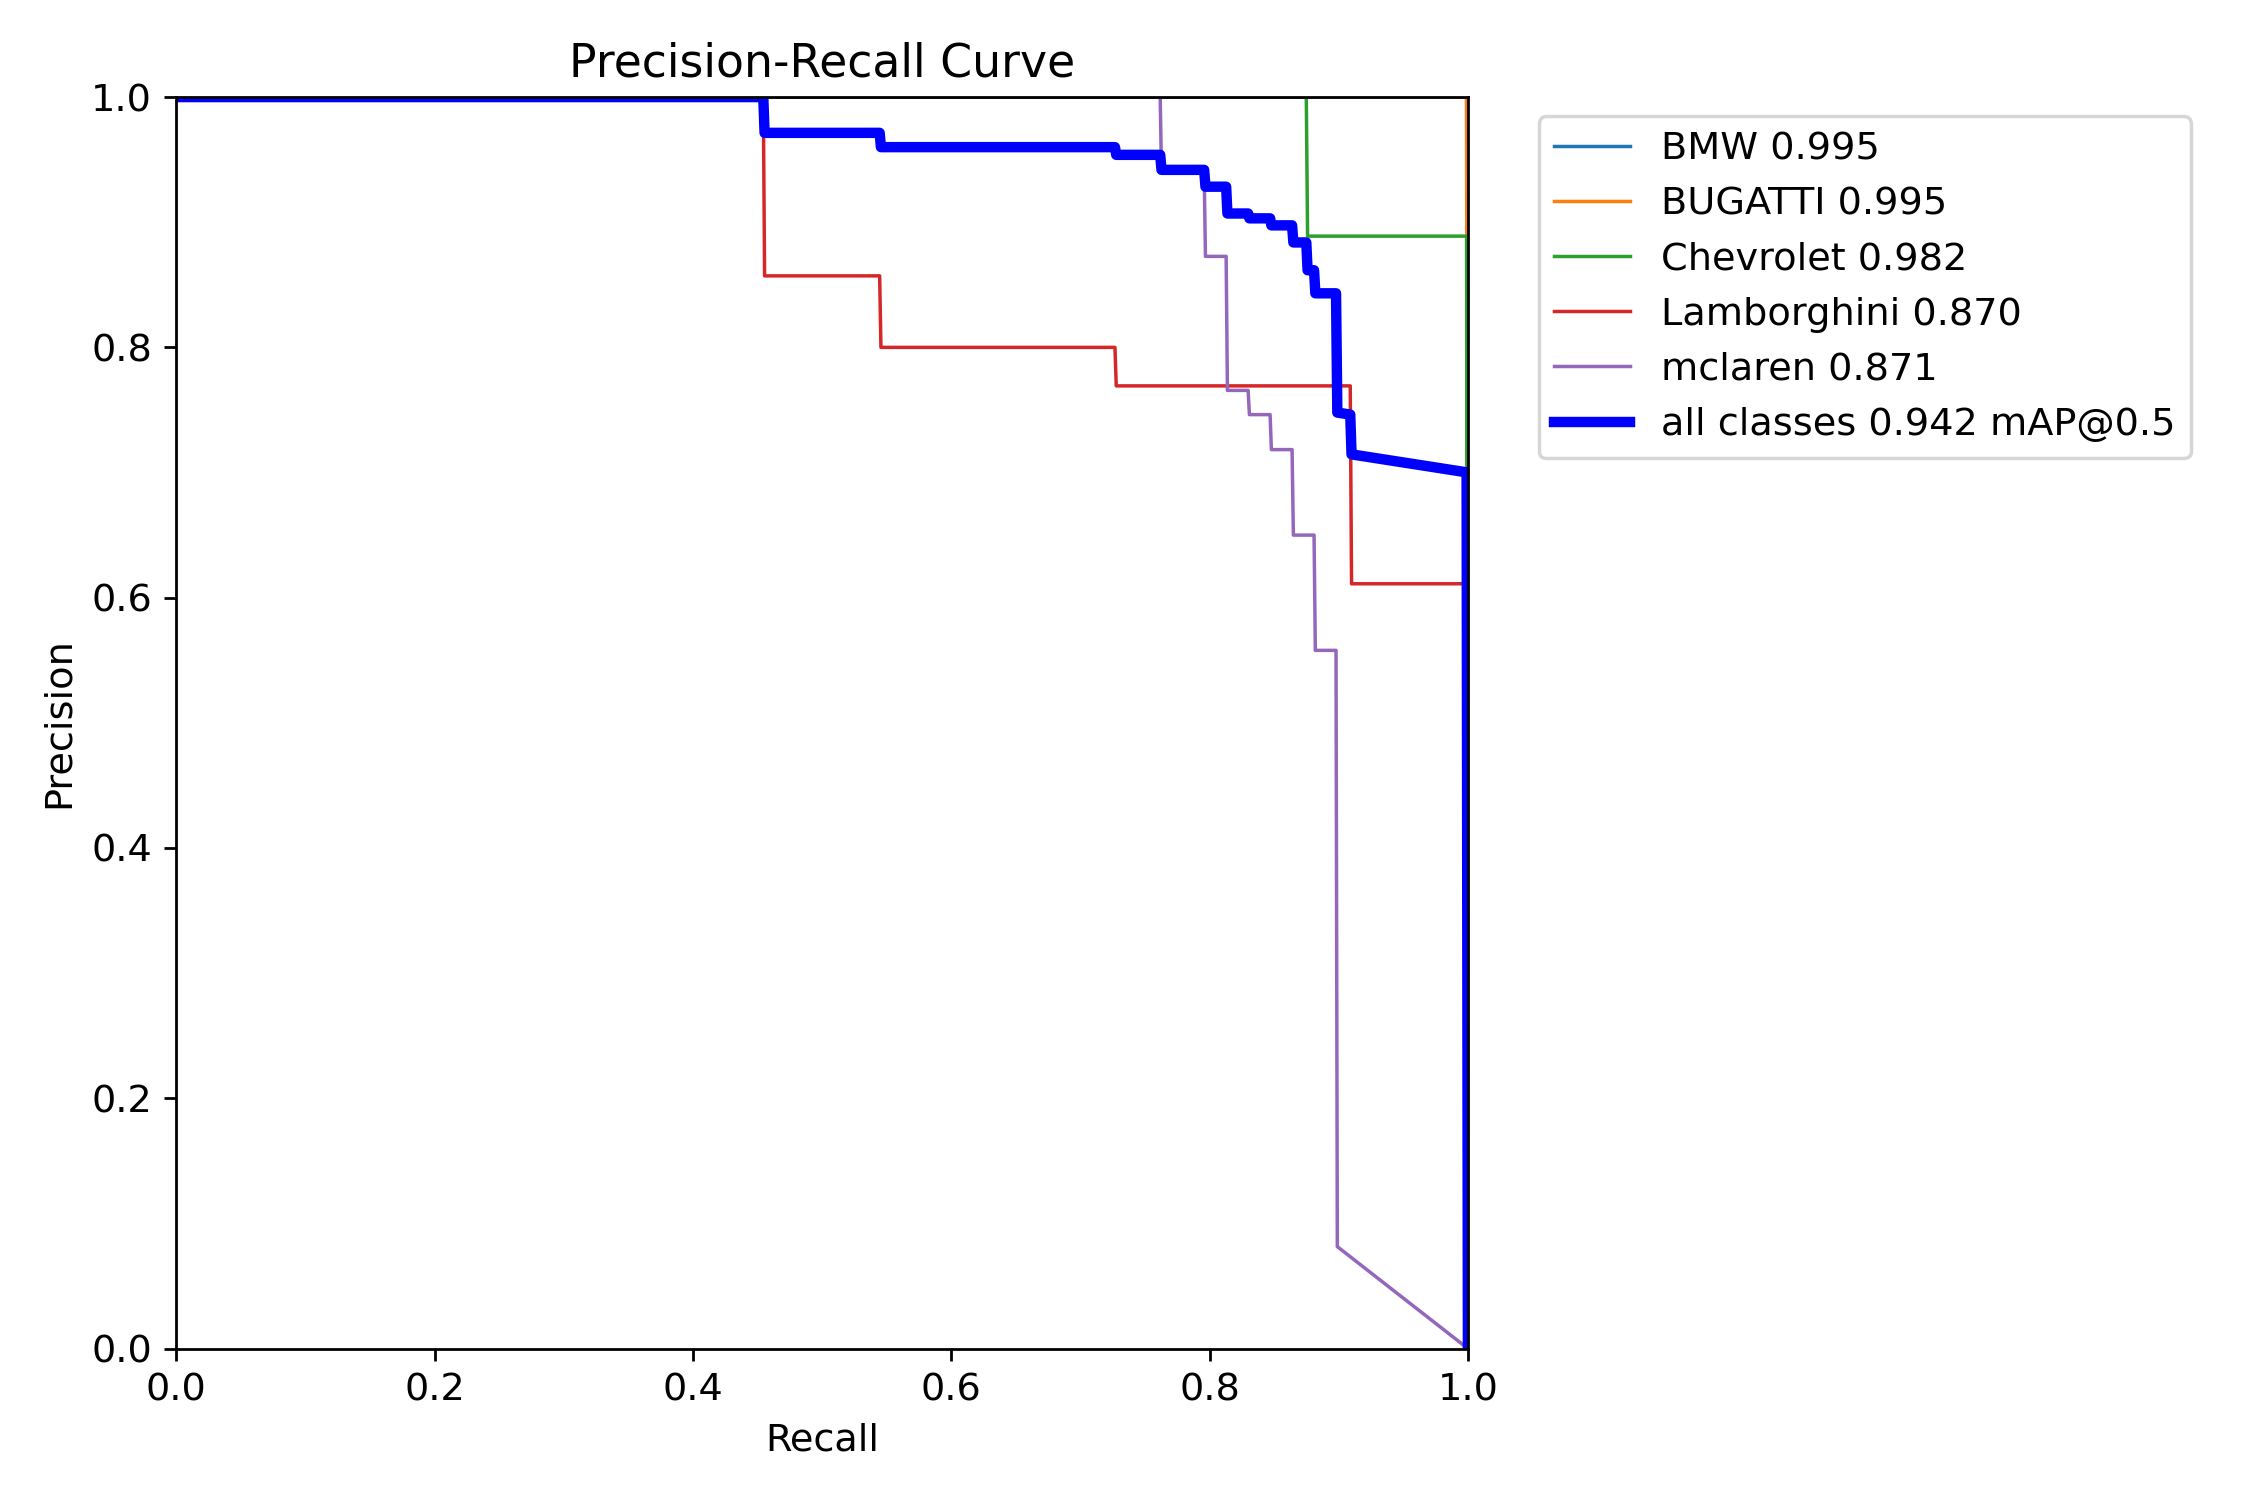 Precision-Recall Curve
1.0
0.8
0.6
0.4
0.2
0.0
Precision
0.0 0.2 0.4 0.6 0.8 1.0
Recall
BMW 0.995
BUGATTI 0.995
Chevrolet 0.982
Lamborghini 0.870
mclaren 0.871
all classes 0.942 mAP@0.5